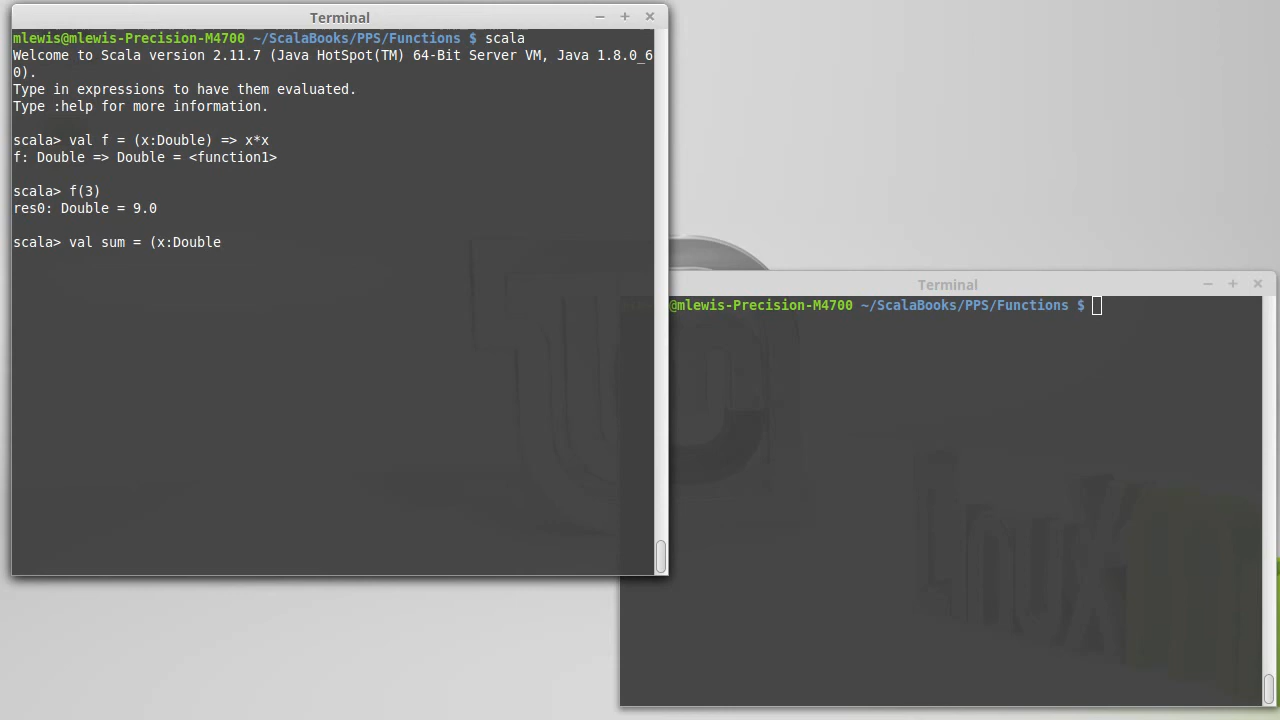 Terminal
mlewis@mlewis-Precision-M4700 ~/ScalaBooks/PPS/Functions $ scala
Welcome to Scala version 2.11.7 (Java HotSpot(TM) 64-Bit Server VM, Java 1.8.0_6
0).
Type in expressions to have them evaluated.
Type :help for more information.
scala> val f = (x:Double) => x*x
f: Double => Double = <function1>
scala> f(3)
res0: Double = 9.0
scala> val sum = (x:Double
Terminal
@mlewis-Precision-M4700 ~/ScalaBooks/PPS/Functions $
Linux